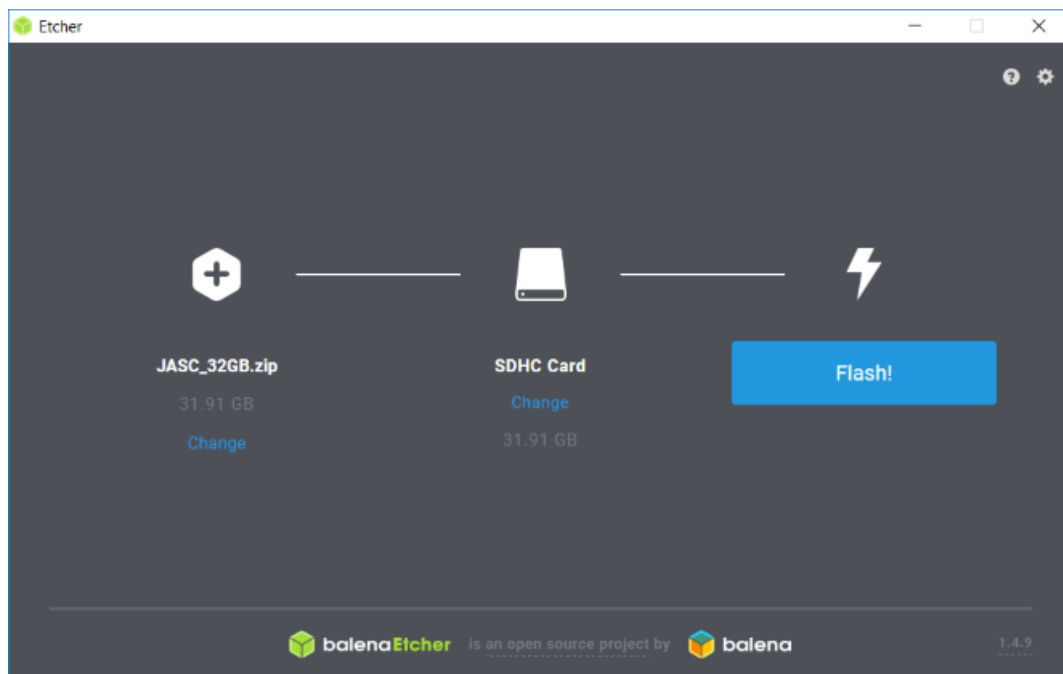 Etcher
JASC_32GB.zip
31.91 GB
Change
SDHC Card
Change
31.91 GB
Flash!
balenaEtcher is an open source project by balena
1.4.9